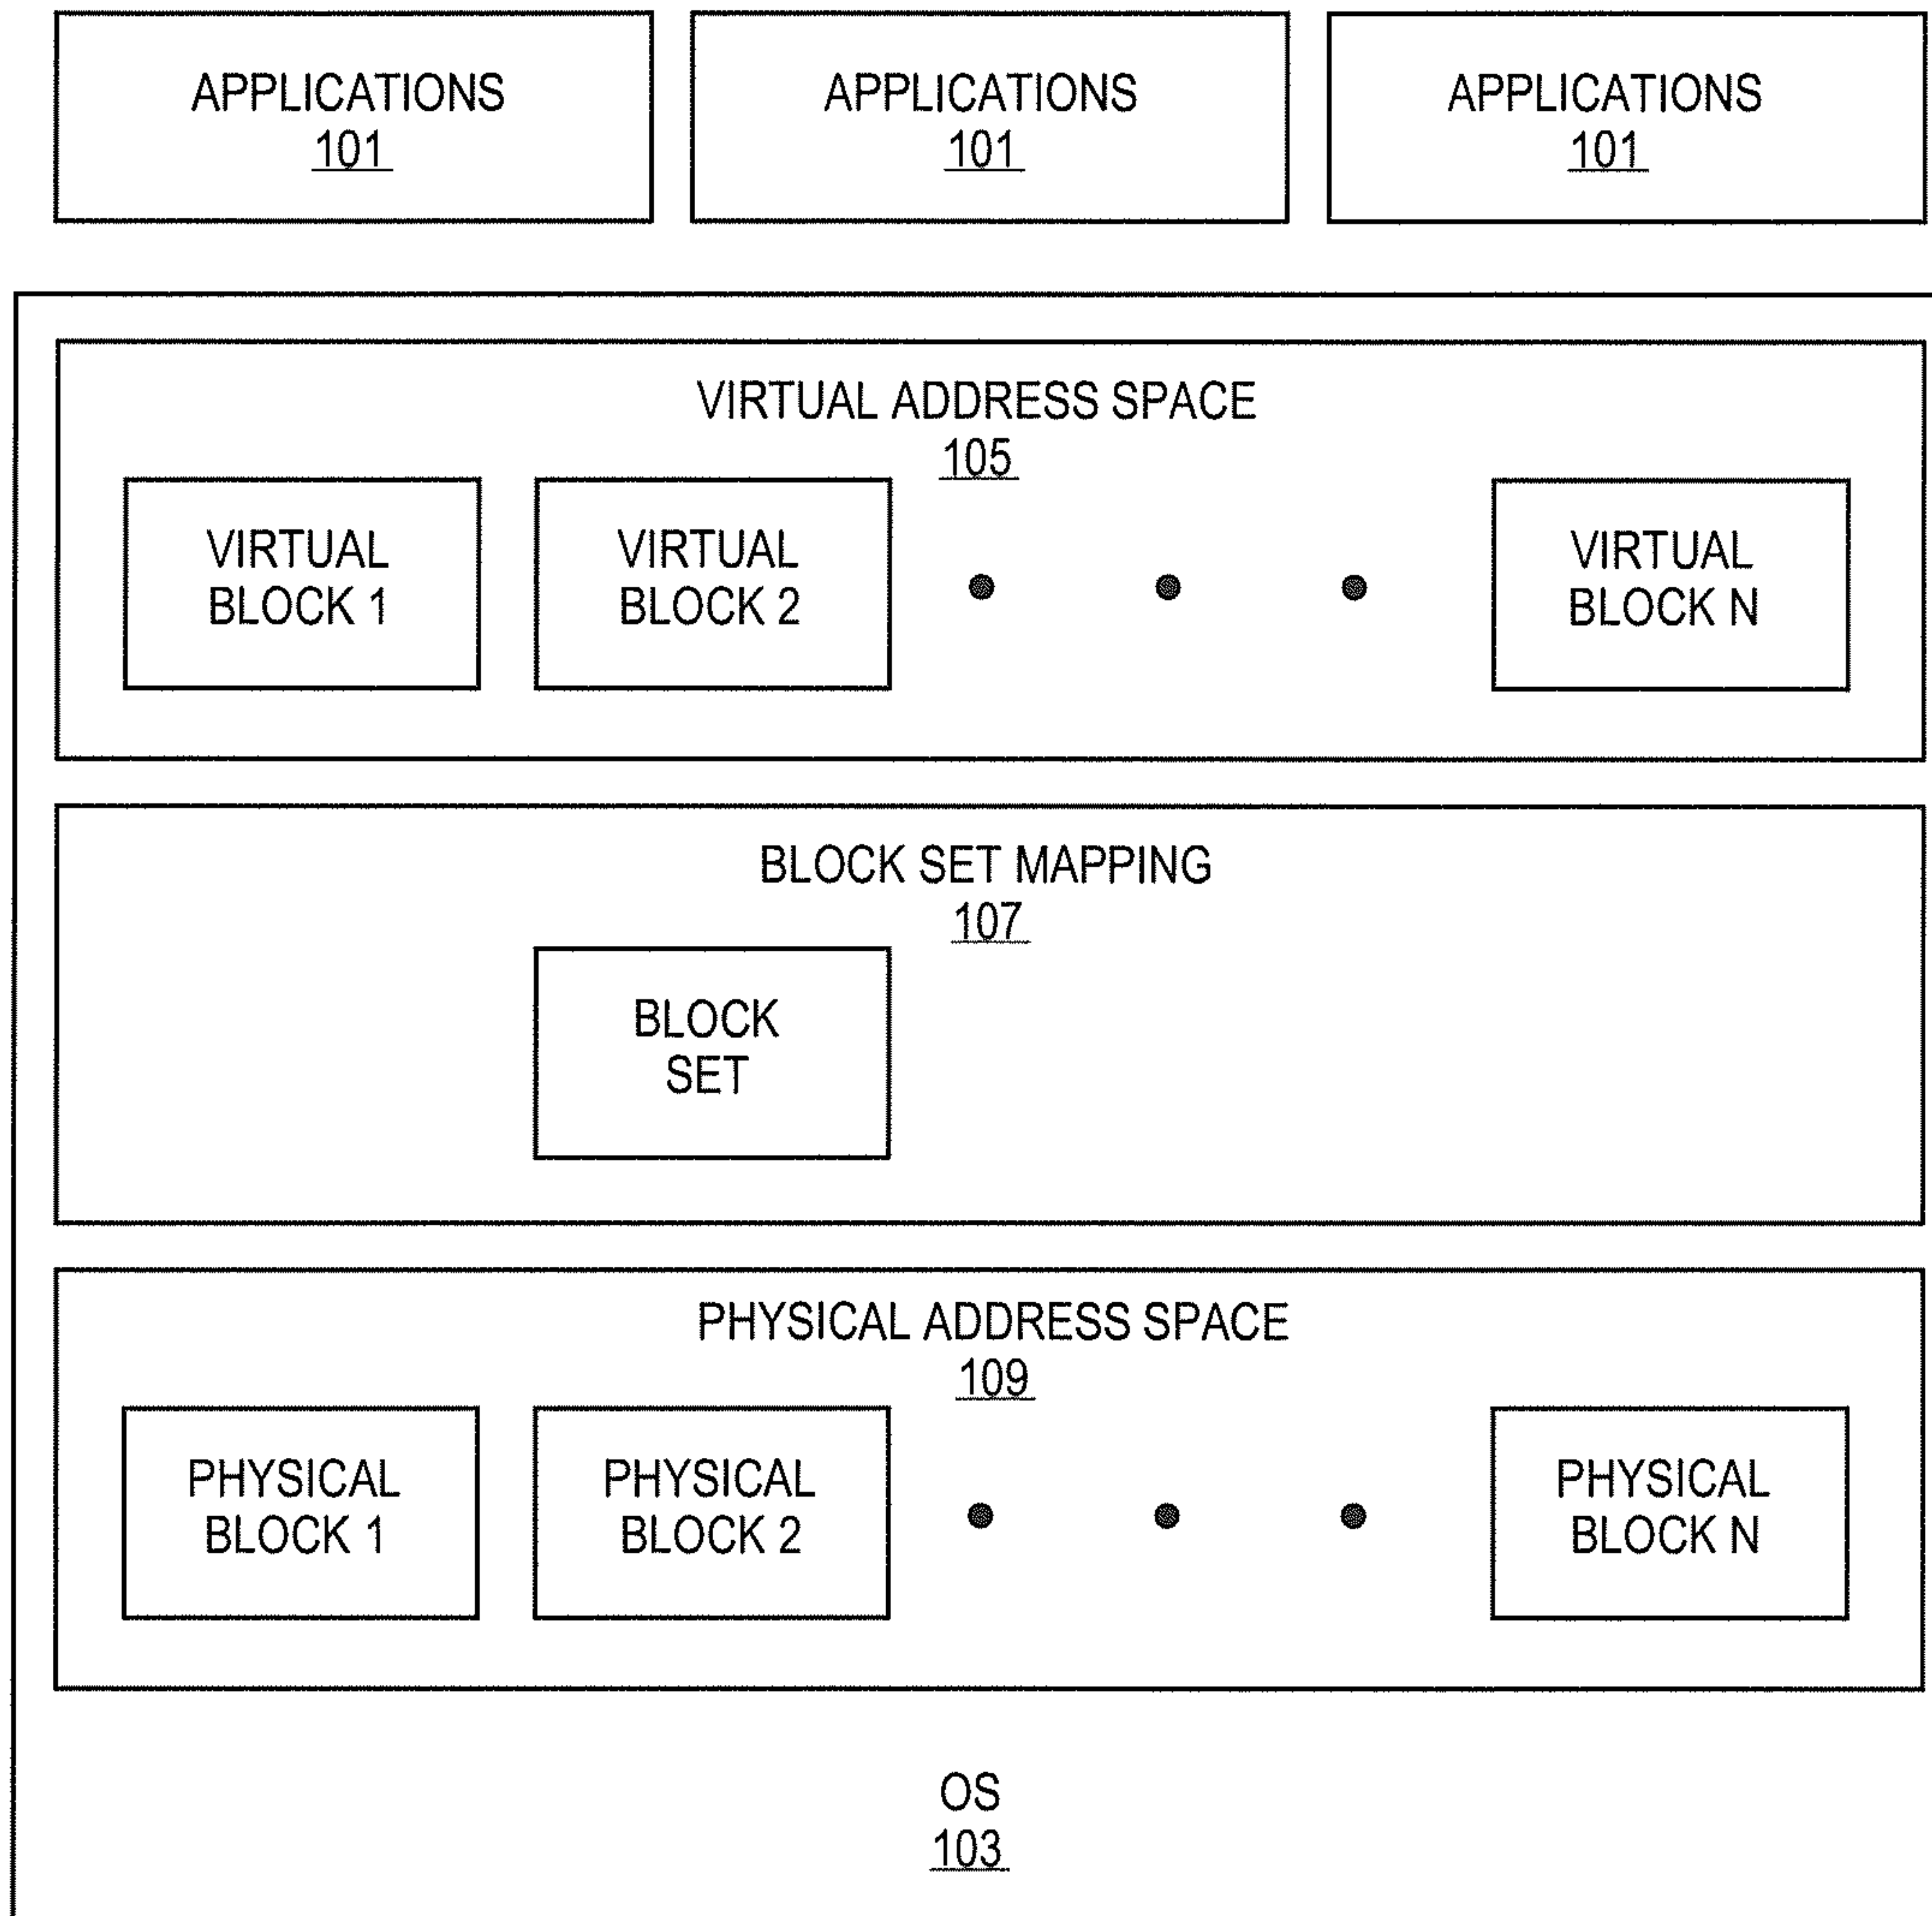 APPLICATIONS APPLICATIONS APPLICATIONS
101 101 101
VIRTUAL ADDRESS SPACE
105
VIRTUAL VIRTUAL VIRTUAL
BLOCK 1 BLOCK 2 BLOCK N
BLOCK SET MAPPING
107
BLOCK
SET
PHYSICAL ADDRESS SPACE
109
PHYSICAL PHYSICAL PHYSICAL
BLOCK 1 BLOCK 2 BLOCK N
OS
103